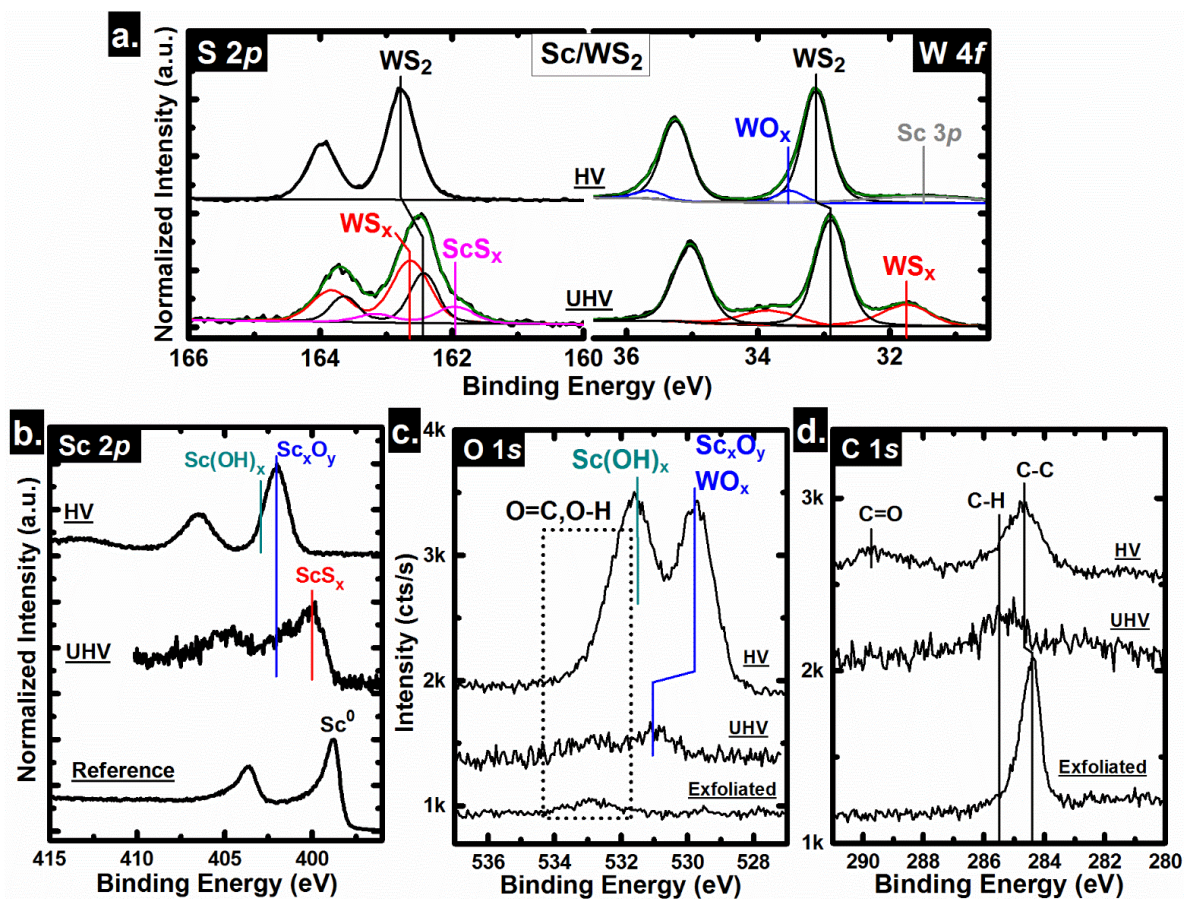 a.
S 2p
Sc/WS2
W 4f
WS2
WS2
WOx
Sc 3p
HV
WSx
ScSx
WSx
UHV
Normalized Intensity (a.u.)
166 164 162 160 36 34 32
Binding Energy (eV)
b.
Sc 2p
Sc(OH)x
ScxOy
HV
ScSx
UHV
Sc0
Reference
Normalized Intensity (a.u.)
415 410 405 400
Binding Energy (eV)
c.
O 1s
4k
ScxOy
Sc(OH)x
WOx
O=C,O-H
3k
HV
2k
UHV
Exfoliated
1k
Intensity (cts/s)
536 534 532 530 528
Binding Energy (eV)
d.
C 1s
C-C
3k
C-H
C=O
HV
UHV
2k
Exfoliated
1k
290 288 286 284 282 280
Binding Energy (eV)